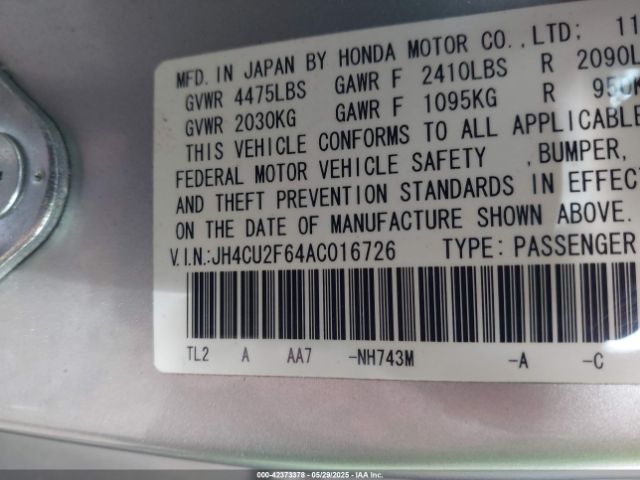 MFD. IN JAPAN BY HONDA MOTOR CO.,LTD; 11
GVWR 4475LBS GAWR F 2410LBS R 2090L
GVWR 2030KG GAWR F 1095KG R 950K
THIS VEHICLE CONFORMS TO ALL APPLICABLE
FEDERAL MOTOR VEHICLE SAFETY , BUMPER,
AND THEFT PREVENTION STANDARDS IN EFFECT
ON THE DATE OF MANUFACTURE SHOWN ABOVE.
V.I.N.:JH4CU2F64AC016726 TYPE: PASSENGER
TL2 A AA7 -NH743M -A -C
000-42373378 - 05/29/2025 - IAA Corp.